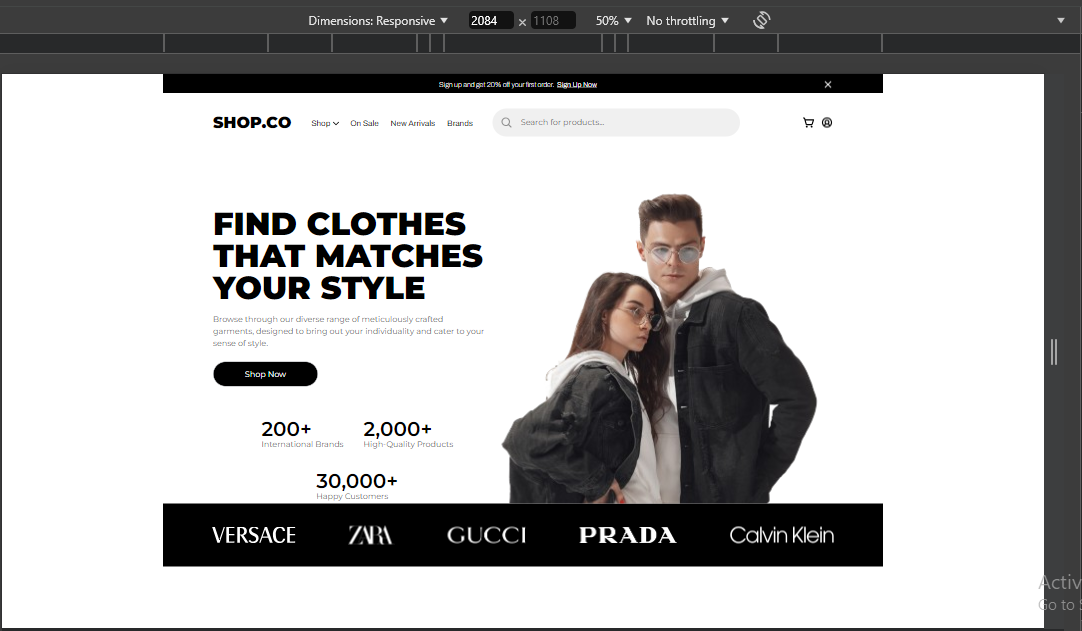 Dimensions: Responsive 2084 × 1108 50% No throttling
Sign up and get 20% off your first order. Sign Up Now
SHOP.CO Shop On Sale New Arrivals Brands Search for products...
FIND CLOTHES
THAT MATCHES
YOUR STYLE
Browse through our diverse range of meticulously crafted
garments, designed to bring out your individuality and cater to your
sense of style.
Shop Now
200+ 2,000+
International Brands High-Quality Products
30,000+
Happy Customers
VERSACE ZARA GUCCI PRADA Calvin Klein
Activ
Go to S